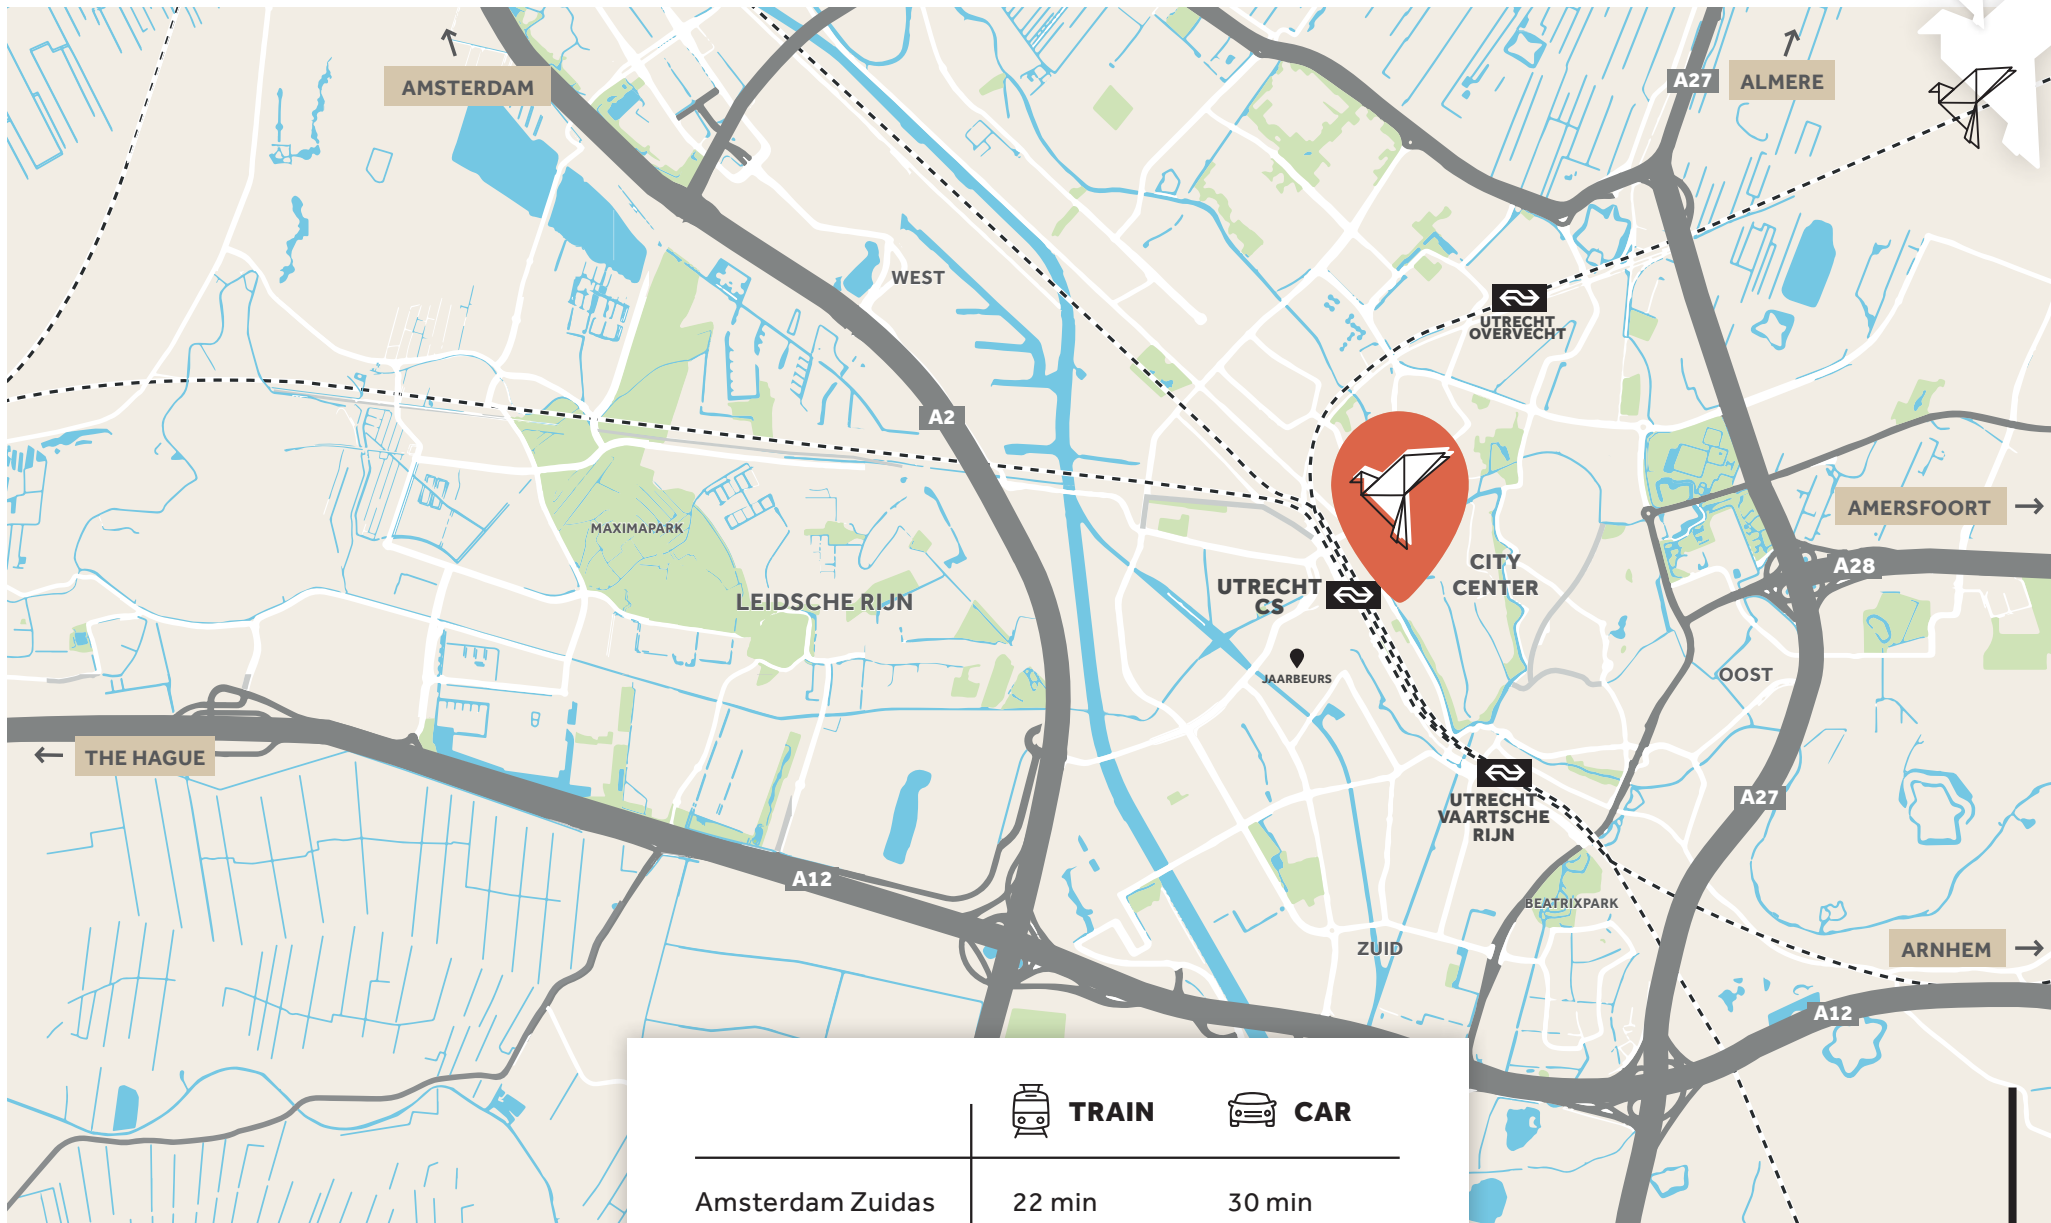 AMSTERDAM
A27
ALMERE
WEST
UTRECHT
OVERVECHT
A2
AMERSFOORT
MAXIMAPARK
CITY
CENTER
A28
UTRECHT
CS
LEIDSCHE RIJN
JAARBEURS
OOST
THE HAGUE
UTRECHT
VAARTSCHE
RIJN
A27
A12
BEATRIXPARK
ZUID
ARNHEM
A12
TRAIN CAR
Amsterdam Zuidas 22 min 30 min